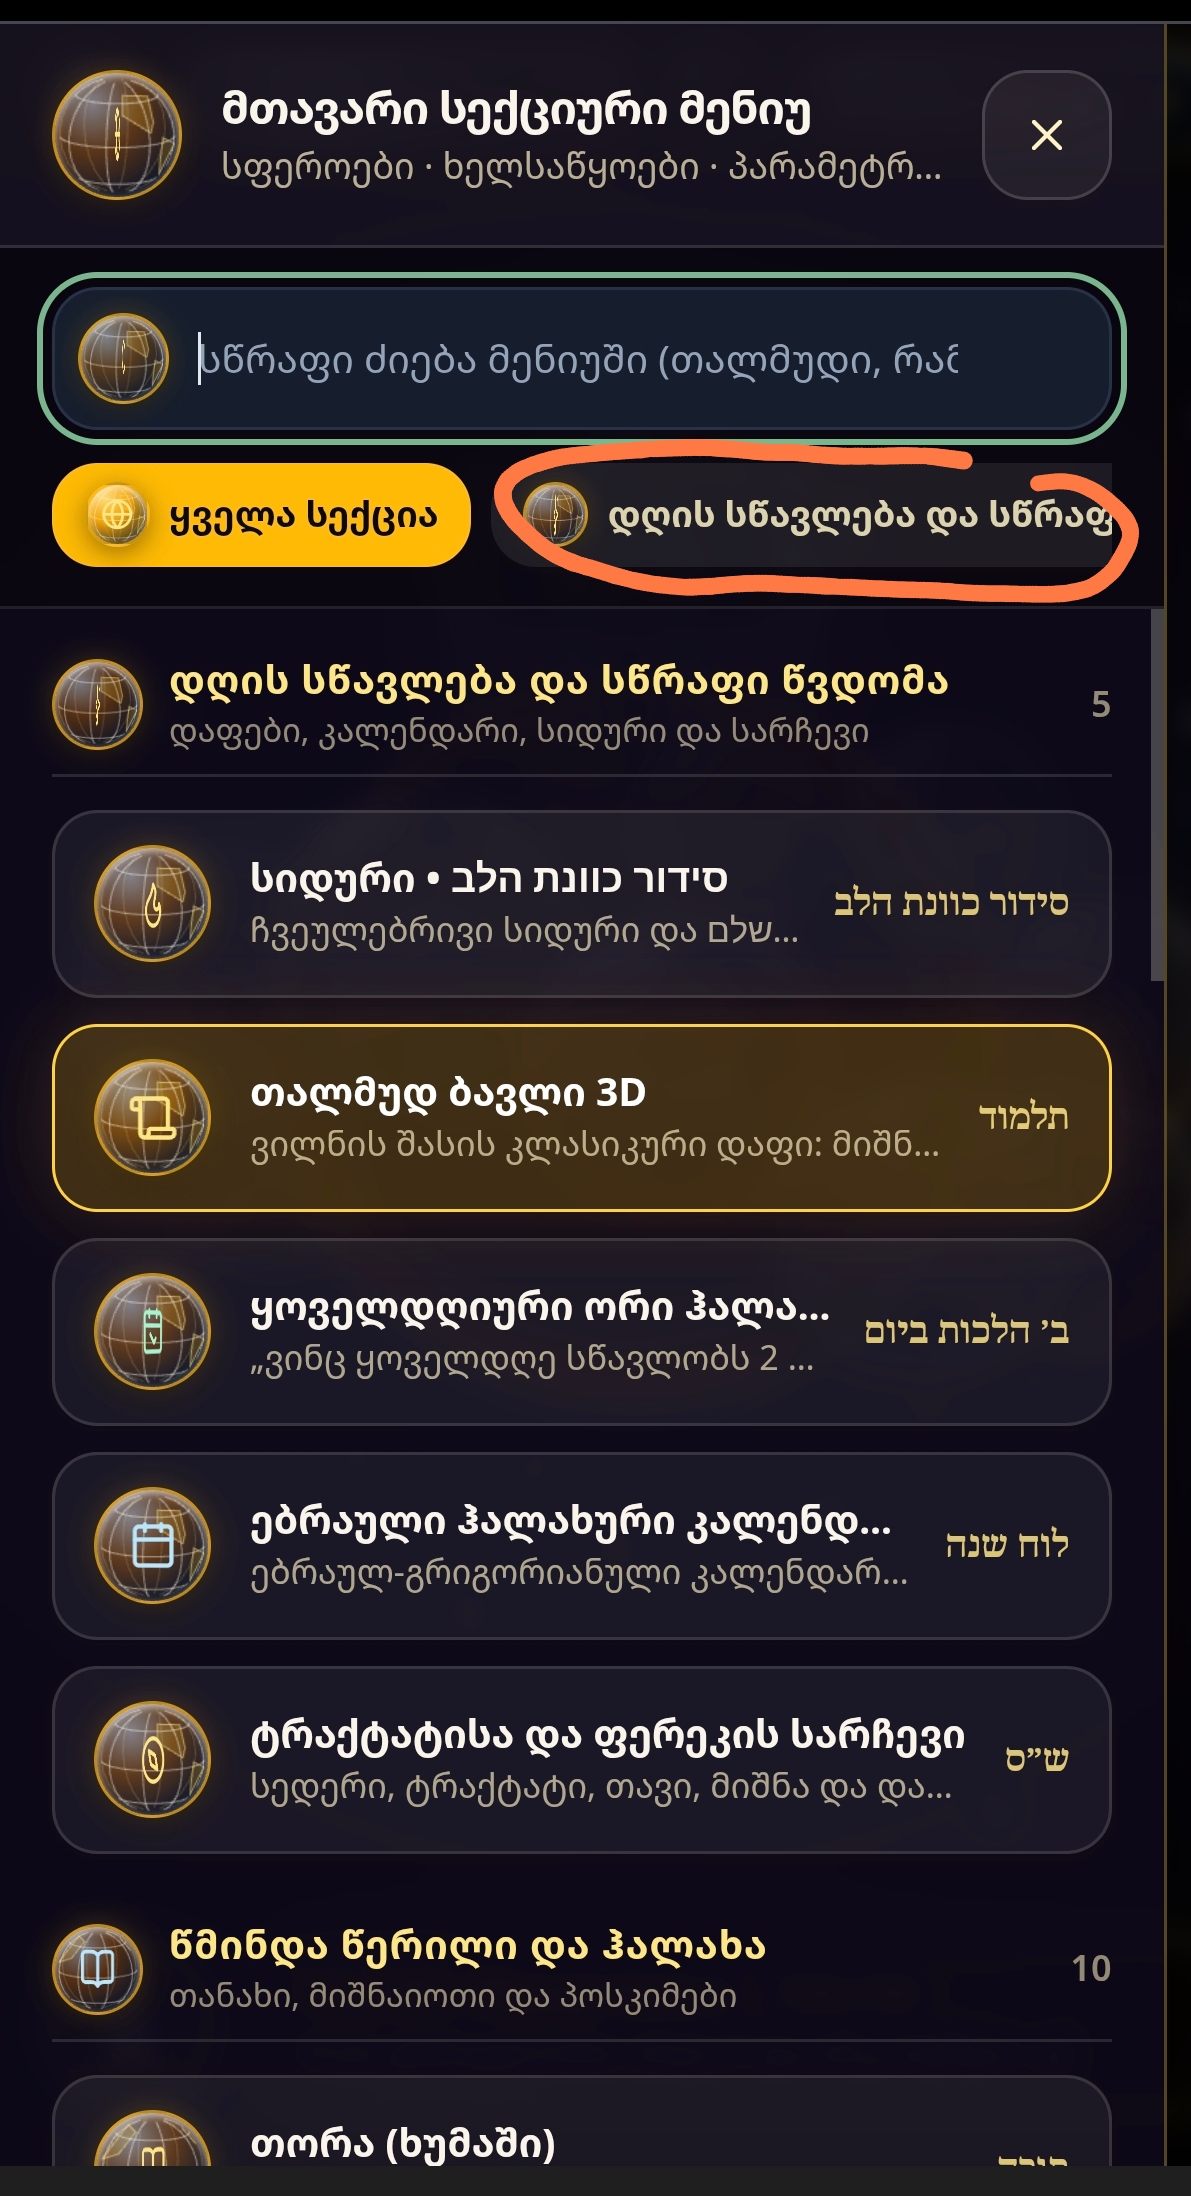 მთავარი სექციური მენიუ
სფეროები · ხელსაწყოები · პარამეტრ...
სწრაფი ძიება მენიუში (თალმუდი,
ყველა სექცია
დღის სწავლება და სწრაფ
დღის სწავლება და სწრაფი წვდომა
5
დაფები, კალენდარი, სიდური და სარჩევი
სიდური • סידור כוונת הלב
סידור כוונת הלב
ჩვეულებრივი სიდური და שלם...
თალმუდ ბავლი 3D
תלמוד
ვილნის შასის კლასიკური დაფი: მიშნ...
ყოველდღიური ორი ჰალა...
ב׳ הלכות ביום
„ვინც ყოველდღე სწავლობს 2 ...
ებრაული ჰალახური კალენდ...
לוח שנה
ებრაულ-გრიგორიანული კალენდარ...
ტრაქტატისა და ფერეკის სარჩევი
ש״ס
სედერი, ტრაქტატი, თავი, მიშნა და და...
წმინდა წერილი და ჰალახა
10
თანახი, მიშნაიოთი და პოსკიმები
თორა (ხუმაში)